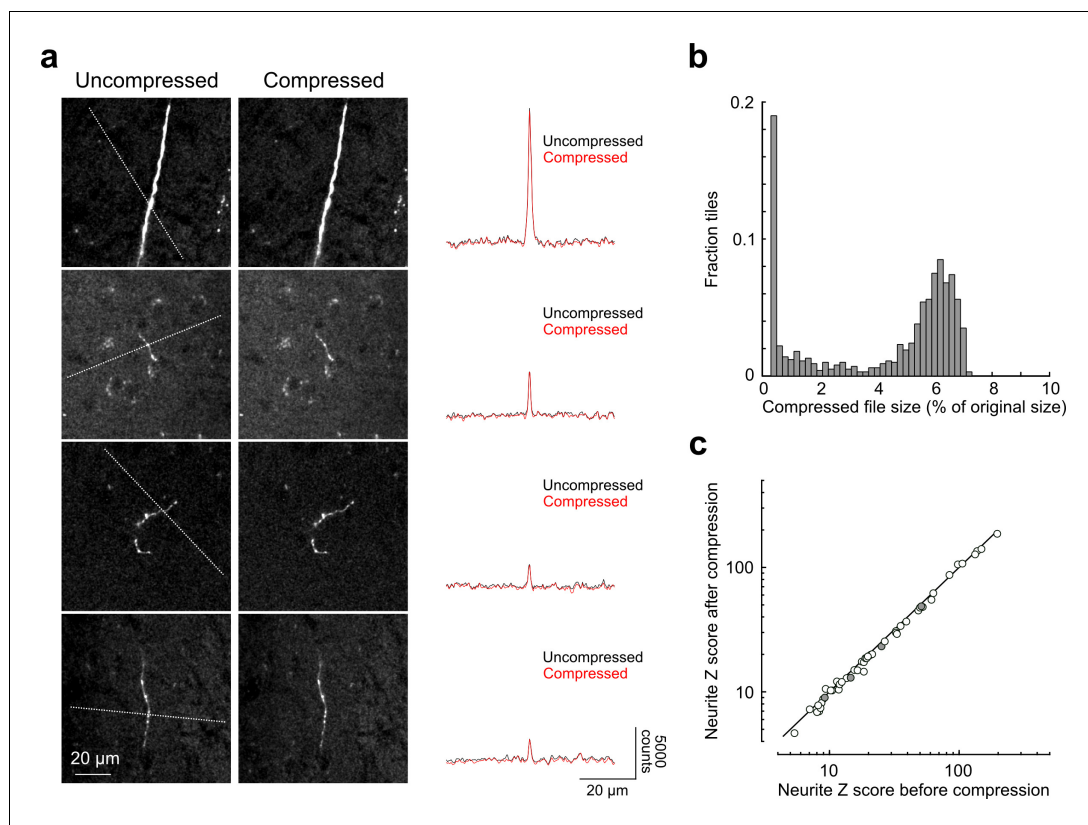 a
Uncompressed
Compressed
Uncompressed
Compressed
Uncompressed
Compressed
Uncompressed
Compressed
Uncompressed
Compressed
20 µm
5000
counts
20 µm
b
0.2
0.1
0
Fraction tiles
0
2
4
6
8
10
Compressed file size (% of original size)
c
Neurite Z score after compression
100
10
10
100
Neurite Z score before compression